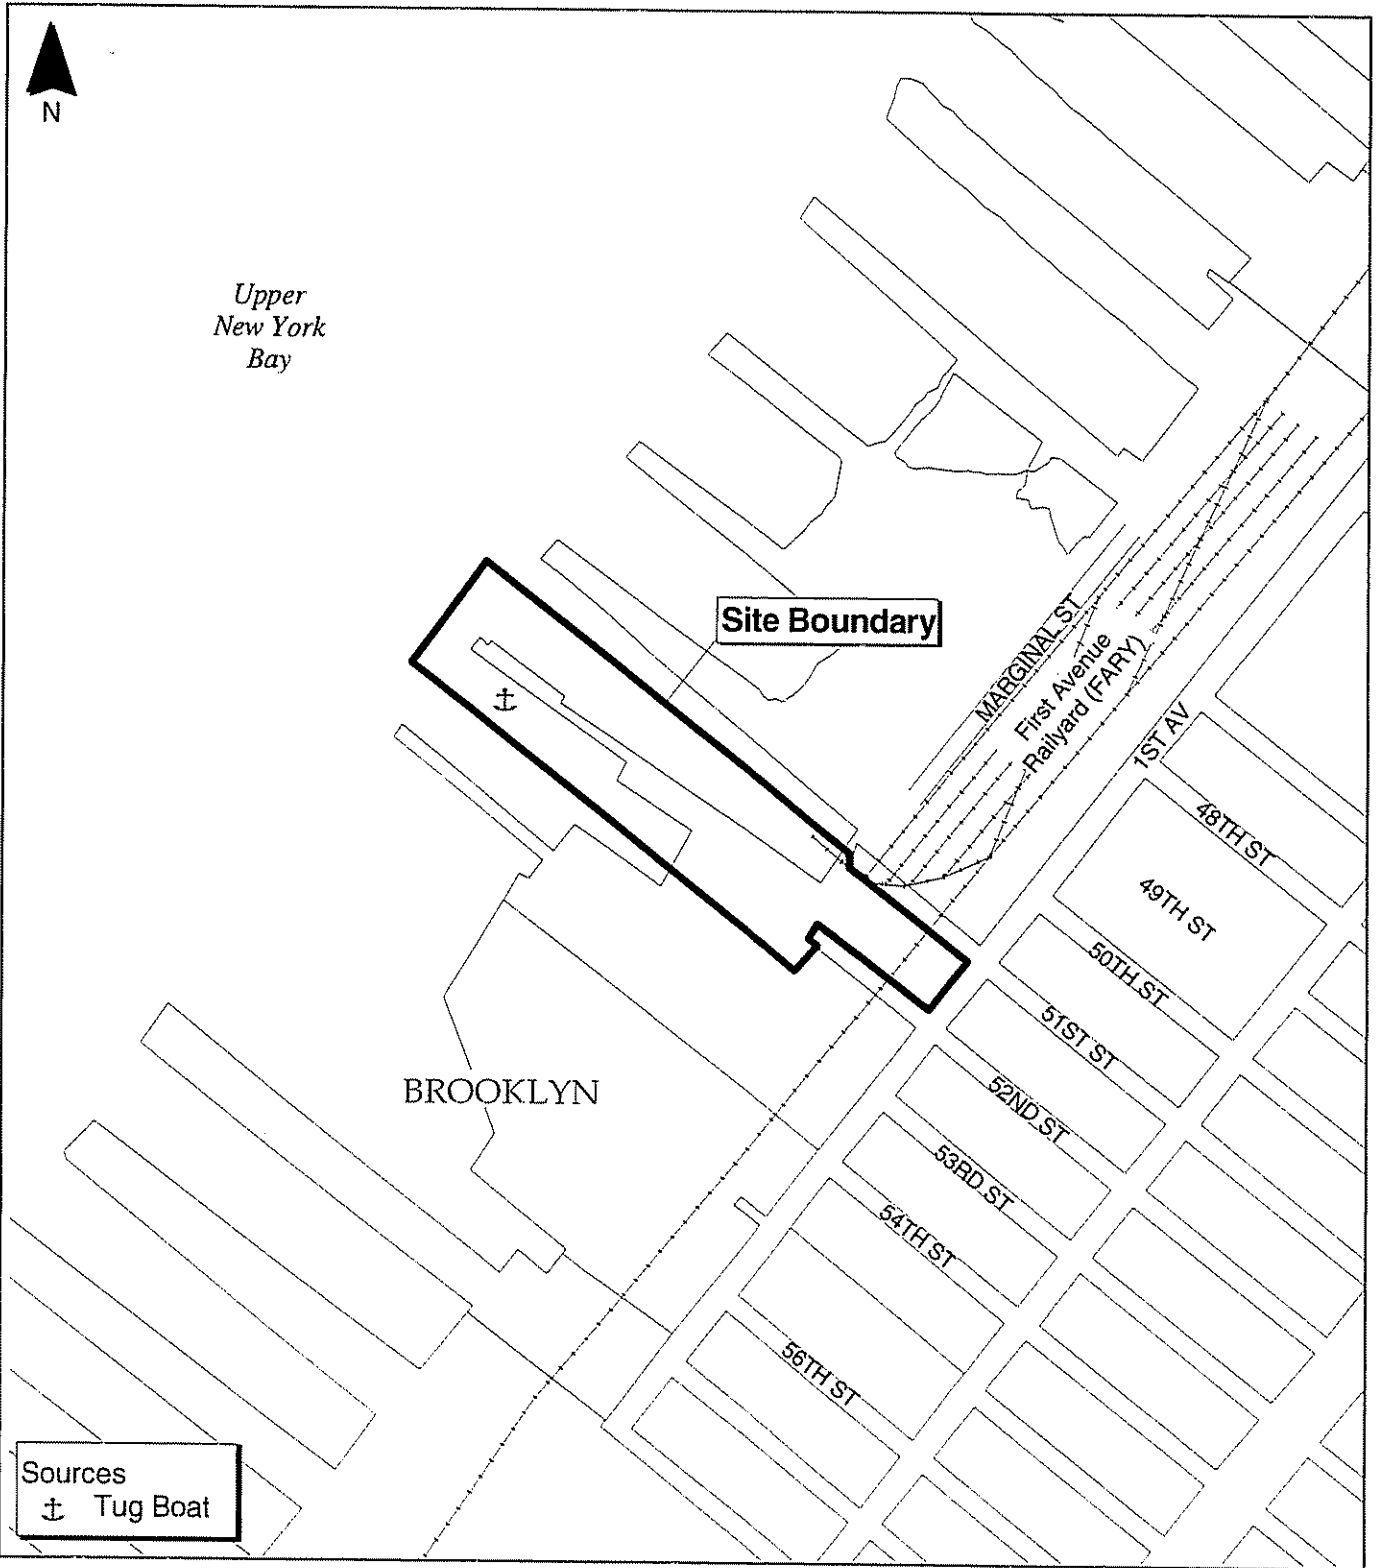 N
Upper
New York
Bay
Site Boundary
MARGINAL ST
First Avenue
Railyard (FARY)
1ST AV
48TH ST
49TH ST
50TH ST
51ST ST
52ND ST
BROOKLYN
53RD ST
54TH ST
56TH ST
Sources
Tug Boat